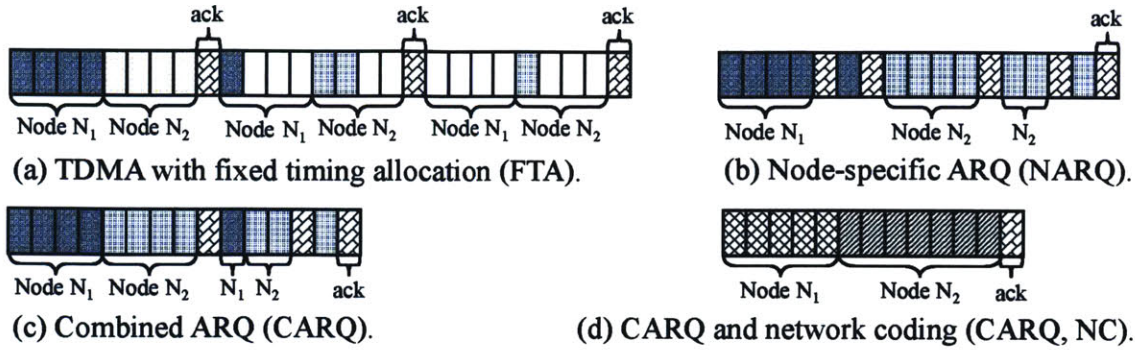 ack ack ack
Node N1 Node N2 Node N1 Node N2 Node N1 Node N2
(a) TDMA with fixed timing allocation (FTA).
ack
Node N1 Node N2 N2
(b) Node-specific ARQ (NARQ).
Node N1 Node N2 N1 N2 ack
(c) Combined ARQ (CARQ).
Node N1 Node N2 ack
(d) CARQ and network coding (CARQ, NC).